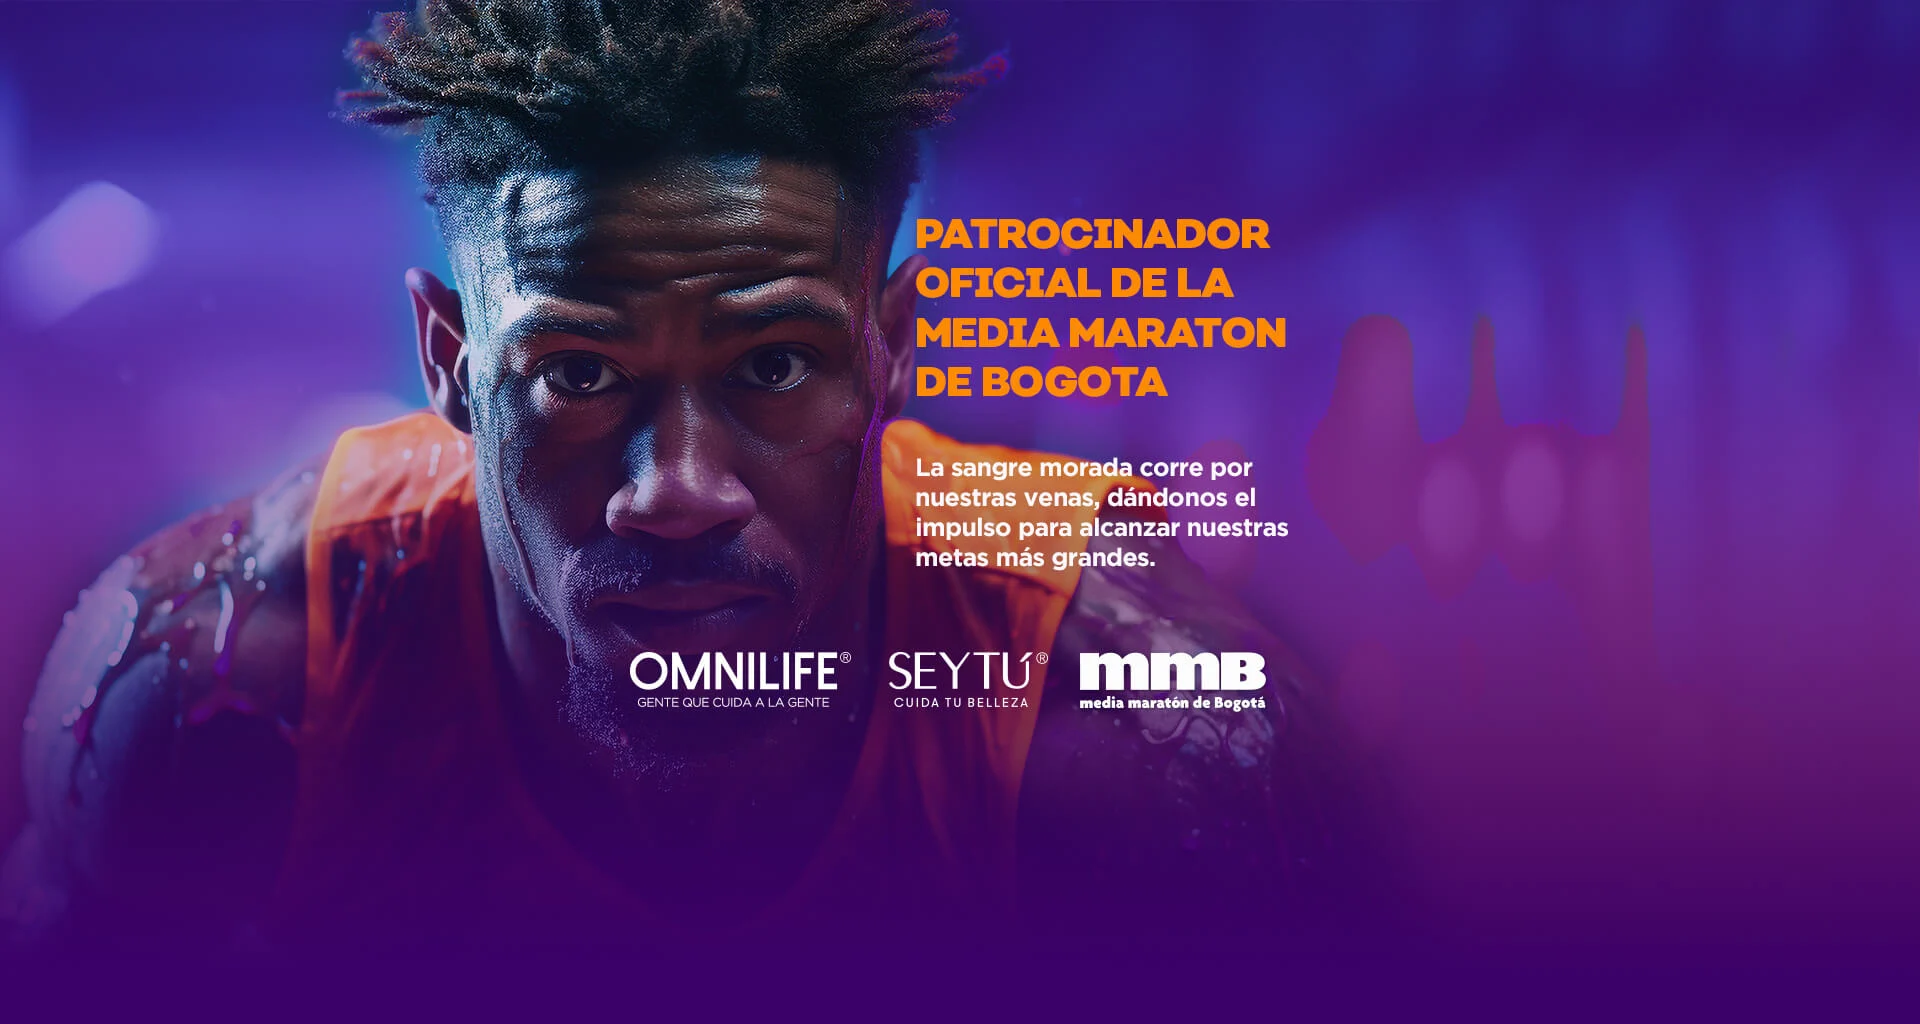 PATROCINADOR
OFICIAL DE LA
MEDIA MARATON
DE BOGOTA
La sangre morada corre por
nuestras venas, dándonos el
impulso para alcanzar nuestras
metas más grandes.
OMNILIFE®
GENTE QUE CUIDA A LA GENTE
SEYTÚ®
CUIDA TU BELLEZA
mmB
media maratón de Bogotá